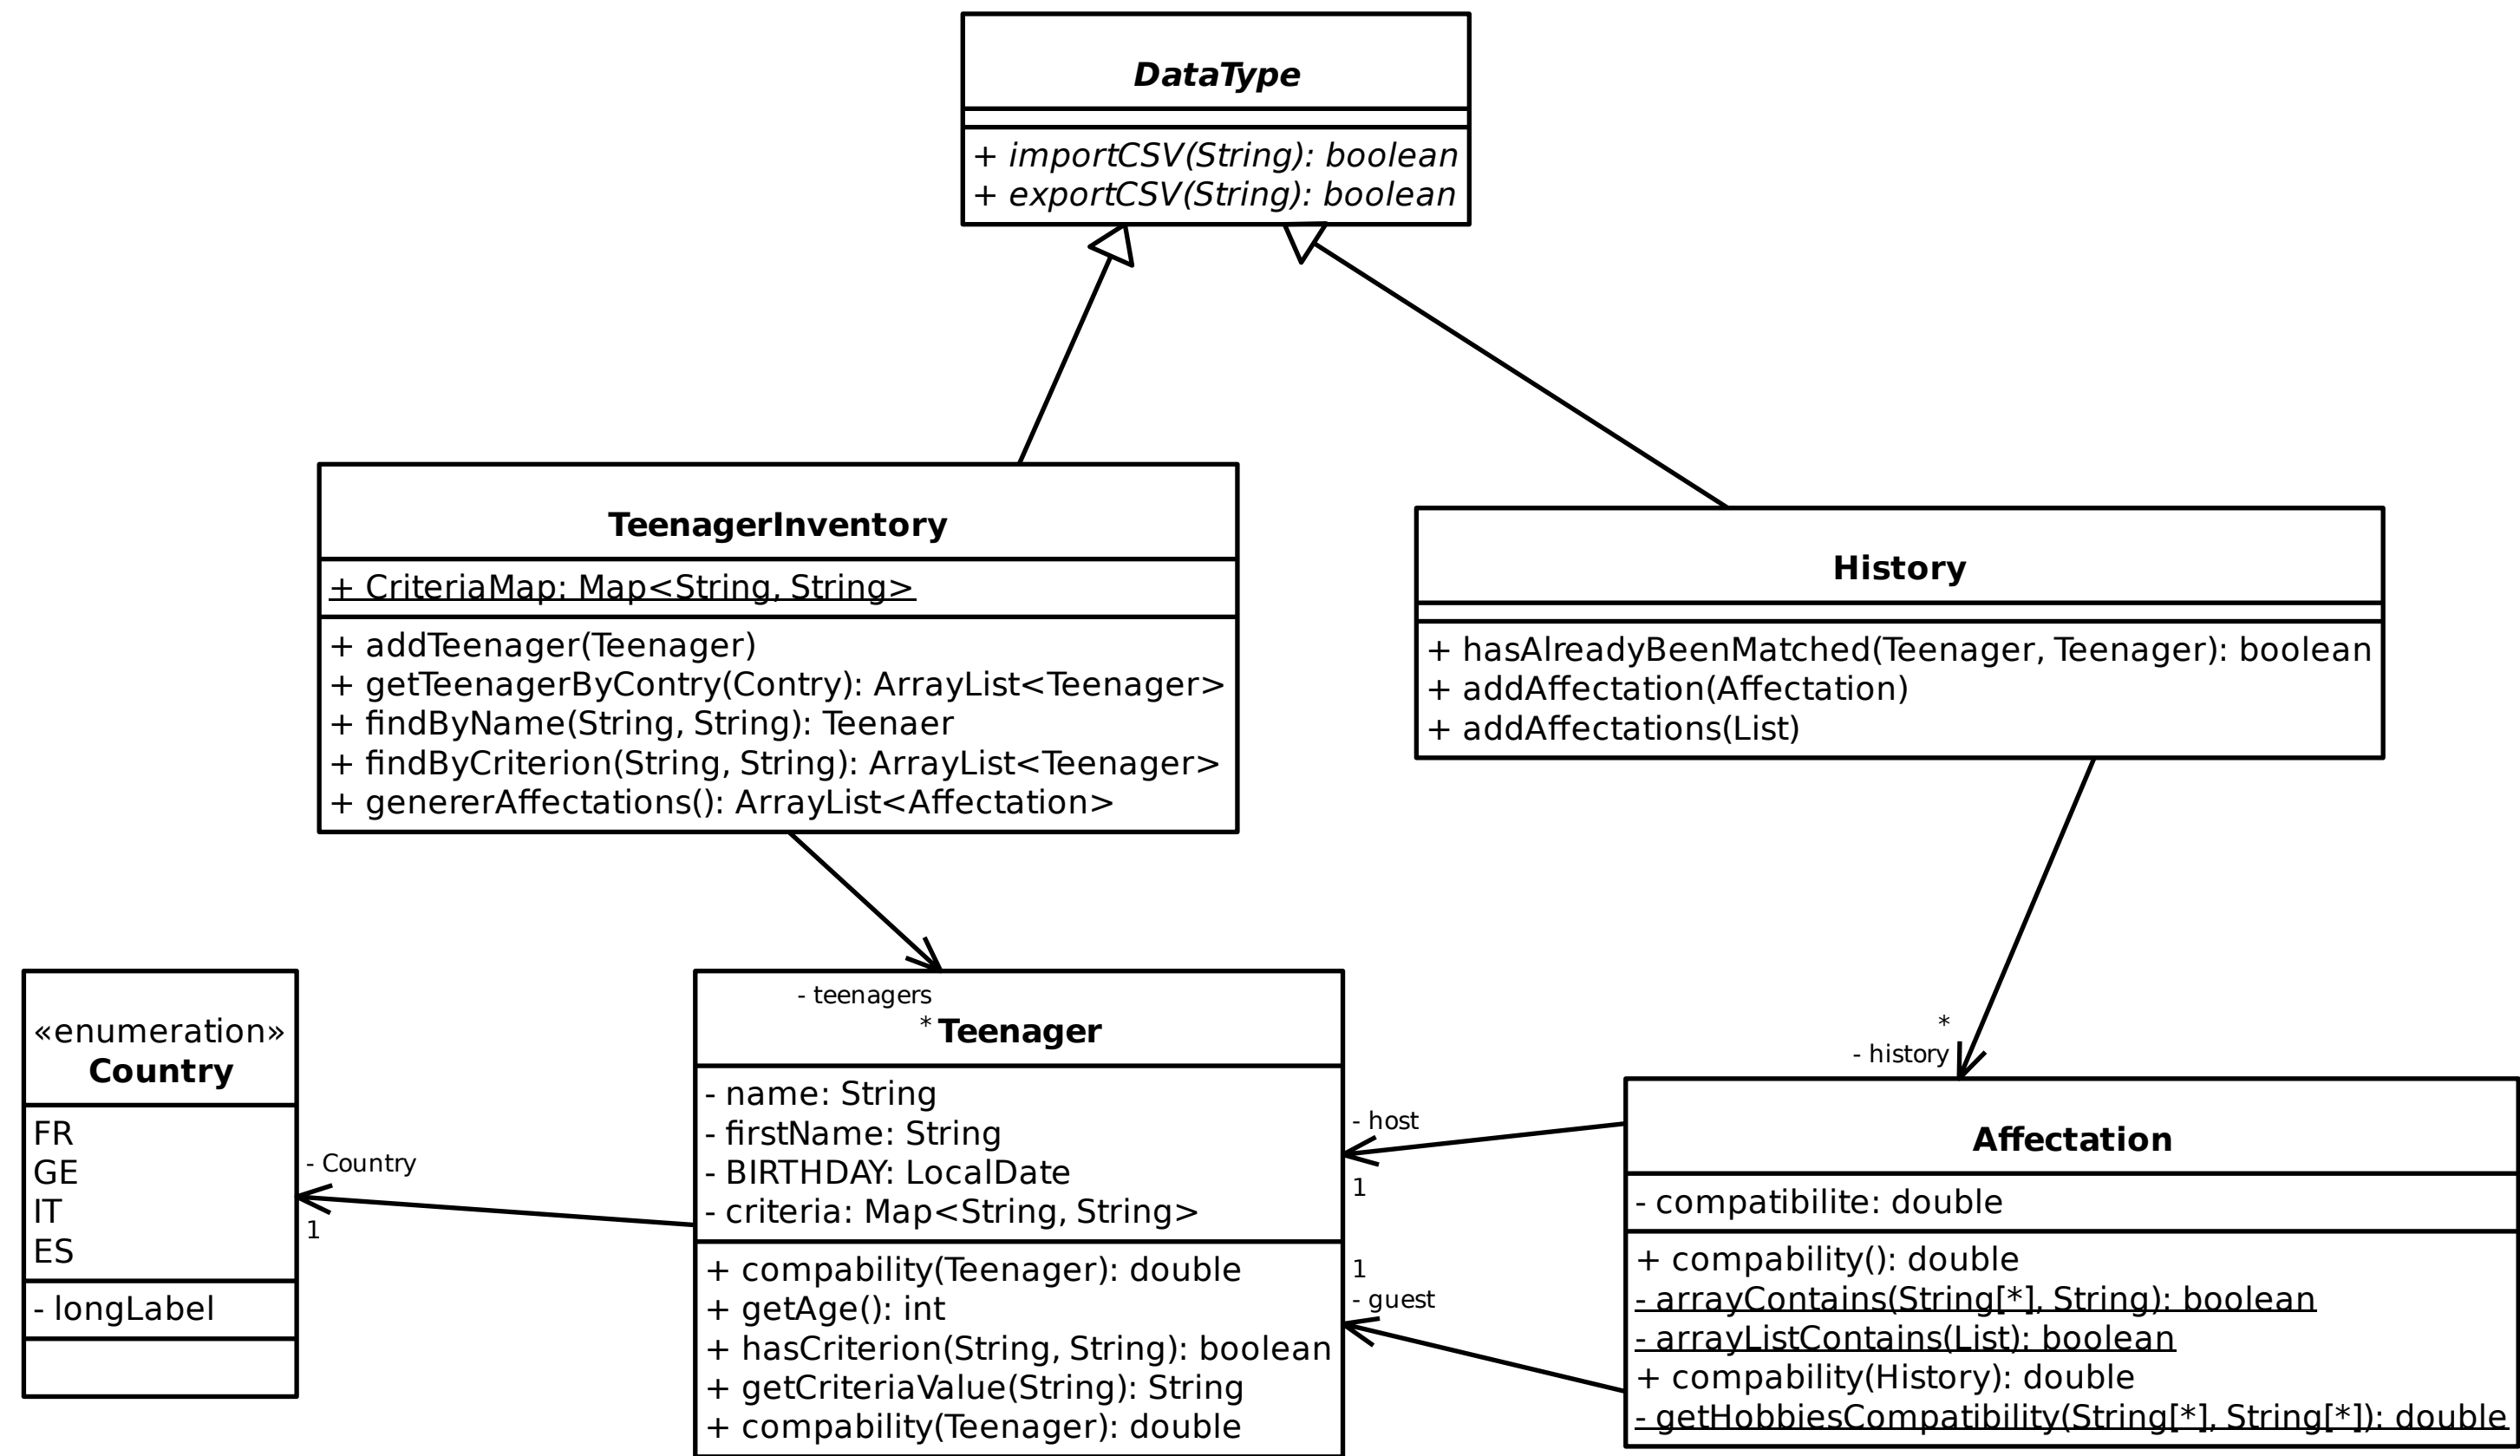 DataType
+ importCSV(String): boolean
+ exportCSV(String): boolean
TeenagerInventory
+ CriteriaMap: Map<String, String>
+ addTeenager(Teenager)
+ getTeenagerByContry(Contry): ArrayList<Teenager>
+ findByName(String, String): Teenaer
+ findByCriterion(String, String): ArrayList<Teenager>
+ genererAffectations(): ArrayList<Affectation>
History
+ hasAlreadyBeenMatched(Teenager, Teenager): boolean
+ addAffectation(Affectation)
+ addAffectations(List)
«enumeration»
Country
FR
GE
IT
ES
- longLabel
- Country
1
- teenagers
*
Teenager
- name: String
- firstName: String
- BIRTHDAY: LocalDate
- criteria: Map<String, String>
+ compability(Teenager): double
+ getAge(): int
+ hasCriterion(String, String): boolean
+ getCriteriaValue(String): String
+ compability(Teenager): double
- host
1
1
- guest
*
- history
Affectation
- compatibilite: double
+ compability(): double
- arrayContains(String[*], String): boolean
- arrayListContains(List): boolean
+ compability(History): double
- getHobbiesCompatibility(String[*], String[*]): double